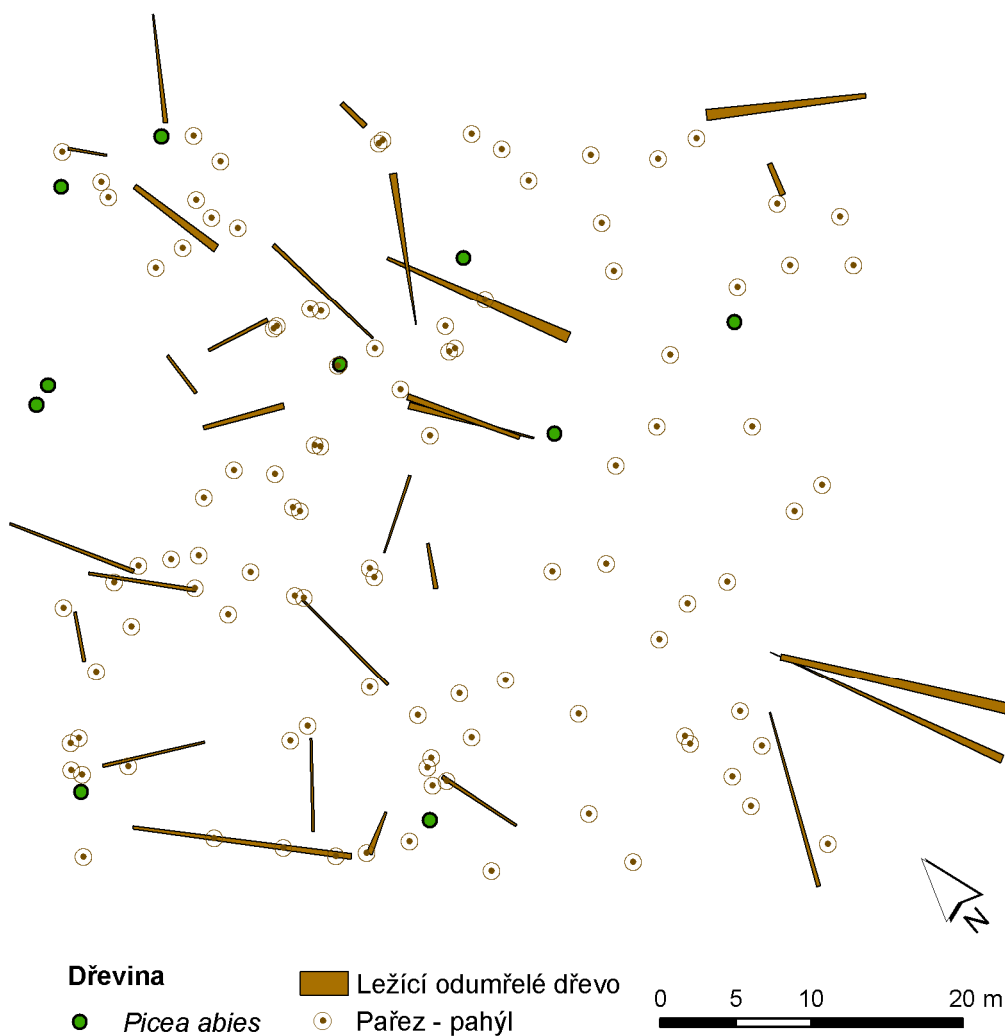 N
Dřevina
Picea abies
Ležící odumřelé dřevo
Pařez - pahýl
0 5 10 20 m